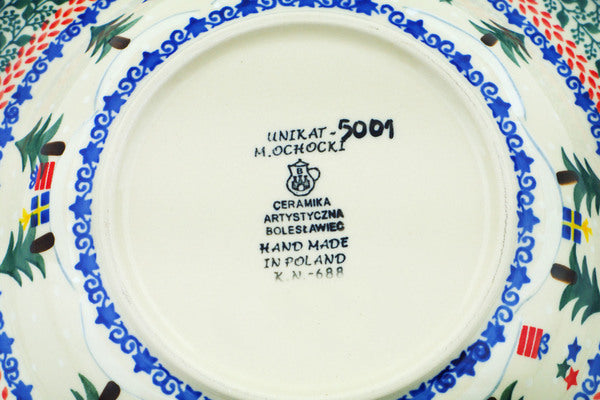 UNIKAT-5001
M.OCHOCKI
B
CERAMIKA
ARTYSTYCZNA
BOLESŁAWIEC
HAND MADE
IN POLAND
K.N.-688